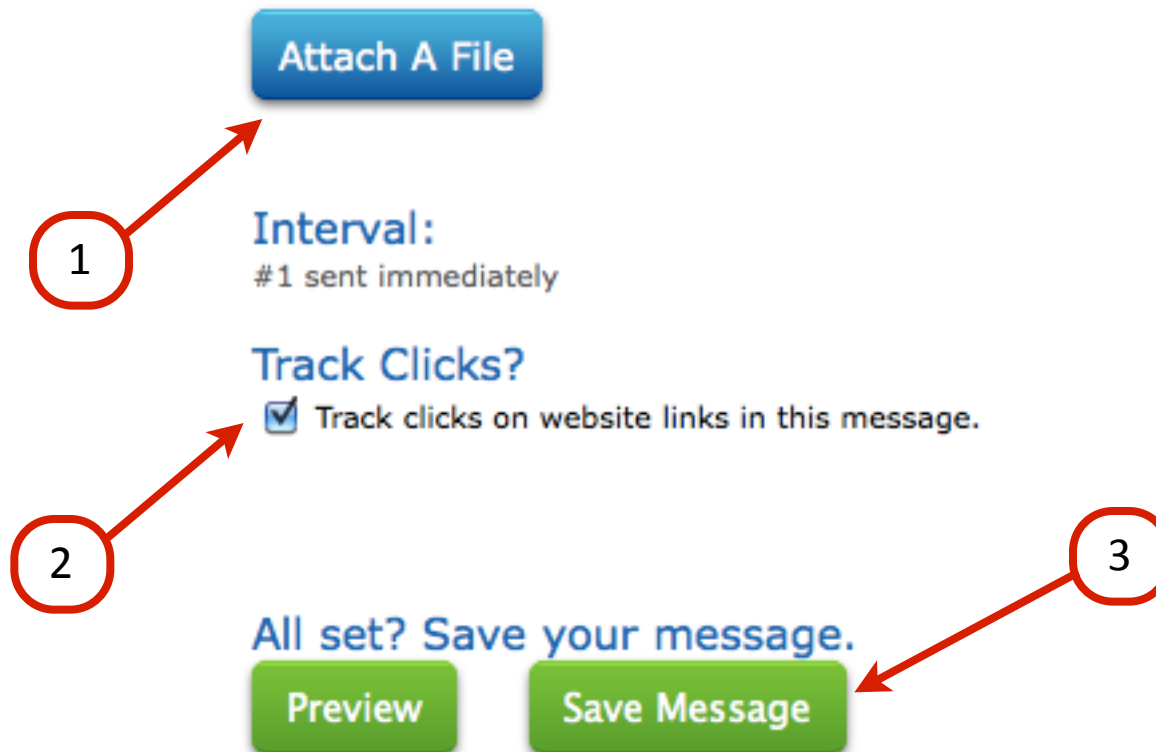 Attach A File
1
Interval:
#1 sent immediately
Track Clicks?
Track clicks on website links in this message.
2
3
All set? Save your message.
Preview
Save Message